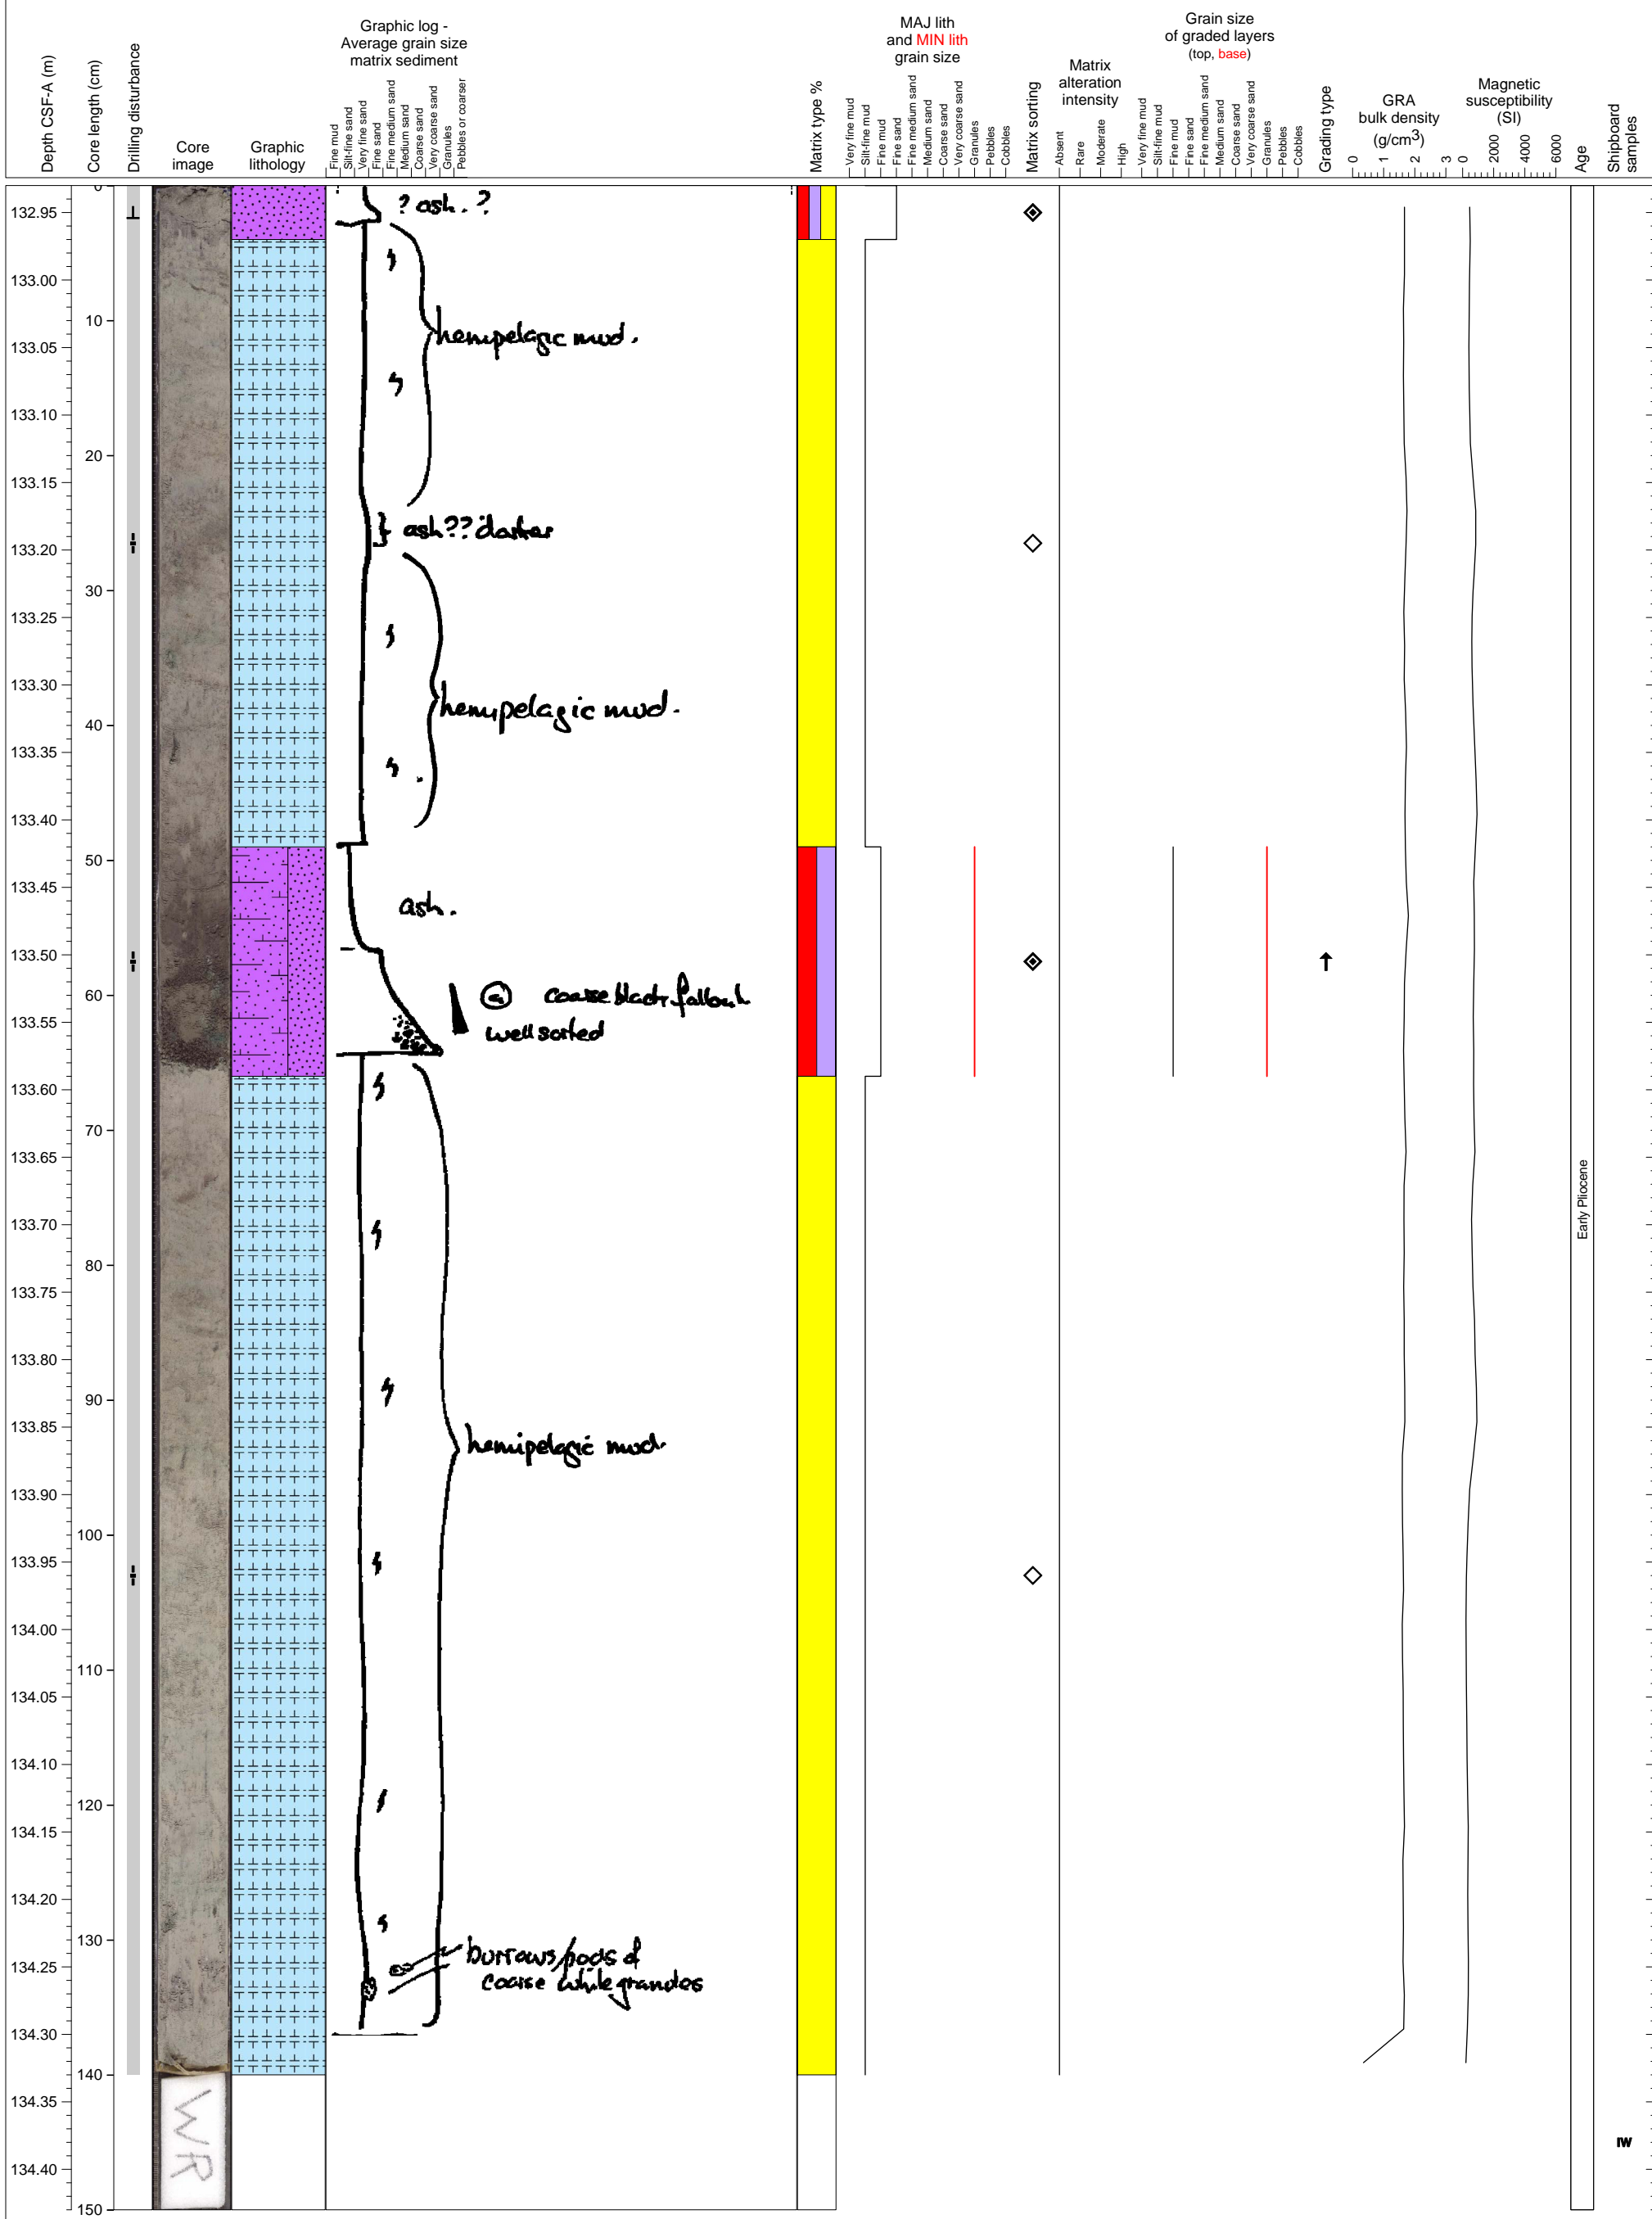 Depth CSF-A (m)
Core length (cm)
Drilling disturbance
Core
image
Graphic
lithology
Graphic log -
Average grain size
matrix sediment
Fine mud
Silt-fine sand
Very fine sand
Fine sand
Fine medium sand
Medium sand
Coarse sand
Very coarse sand
Granules
Pebbles or coarser
Matrix type %
MAJ lith
and MIN lith
grain size
Very fine mud
Silt-fine mud
Fine mud
Fine sand
Fine medium sand
Medium sand
Coarse sand
Very coarse sand
Granules
Pebbles
Cobbles
Matrix sorting
Matrix
alteration
intensity
Absent
Rare
Moderate
High
Grain size
of graded layers
(top, base)
Very fine mud
Silt-fine mud
Fine mud
Fine sand
Fine medium sand
Medium sand
Coarse sand
Very coarse sand
Granules
Pebbles
Cobbles
Grading type
GRA
bulk density
(g/cm3)
0 1 2 3
Magnetic
susceptibility
(SI)
0 2000 4000 6000
Age
Shipboard
samples
132.95
133.00
133.05
133.10
133.15
133.20
133.25
133.30
133.35
133.40
133.45
133.50
133.55
133.60
133.65
133.70
133.75
133.80
133.85
133.90
133.95
134.00
134.05
134.10
134.15
134.20
134.25
134.30
134.35
134.40
0
10
20
30
40
50
60
70
80
90
100
110
120
130
140
150
? ash. ?
hempelagic mud.
ash?? darker
hemipelagic mud.
ash.
coarse black fallout
well sorted
hemipelagic mud.
burrows/pods of
coarse white granules
Early Pliocene
WR
IW